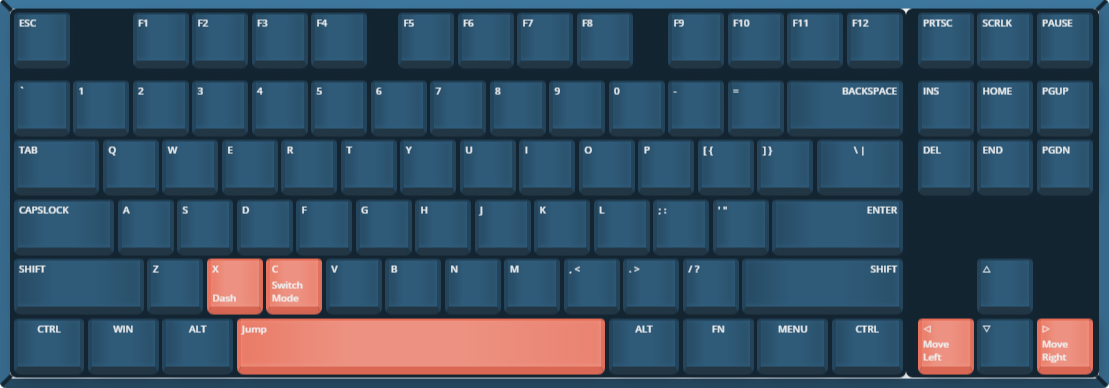 ESC F1 F2 F3 F4 F5 F6 F7 F8 F9 F10 F11 F12 PRTSC SCRLK PAUSE
` 1 2 3 4 5 6 7 8 9 0 - = BACKSPACE INS HOME PGUP
TAB Q W E R T Y U I O P [ { ] } \ | DEL END PGDN
CAPSLOCK A S D F G H J K L ; : ' " ENTER
SHIFT Z X C V B N M , < . > / ? SHIFT △
Switch
Dash Mode
CTRL WIN ALT Jump ALT FN MENU CTRL ◁ ▽ ▷
Move Move
Left Right